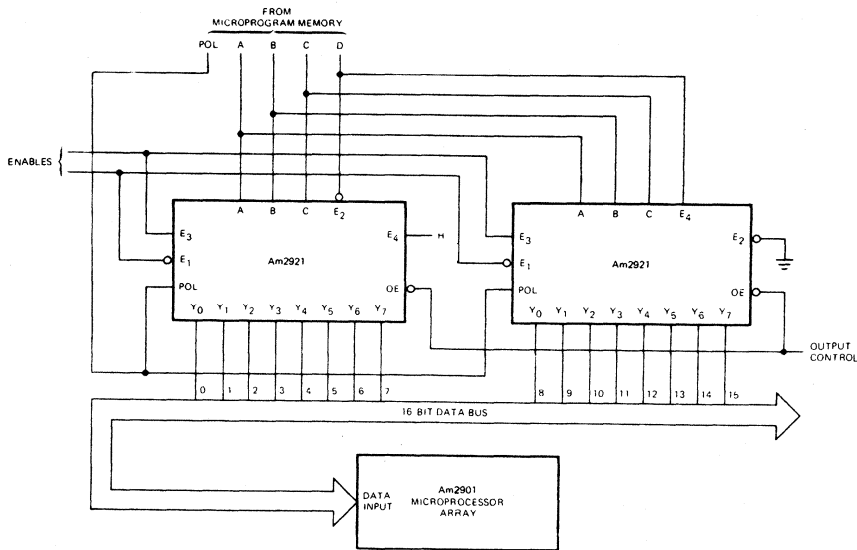 FROM
MICROPROGRAM MEMORY
POL A B C D
ENABLES
A B C E2
E3 E4 H
E1 Am2921
POL OE
Y0 Y1 Y2 Y3 Y4 Y5 Y6 Y7
A B C E4
E3 E2
E1 Am2921
POL OE
Y0 Y1 Y2 Y3 Y4 Y5 Y6 Y7
OUTPUT
CONTROL
0 1 2 3 4 5 6 7
8 9 10 11 12 13 14 15
16 BIT DATA BUS
DATA
INPUT
Am2901
MICROPROCESSOR
ARRAY